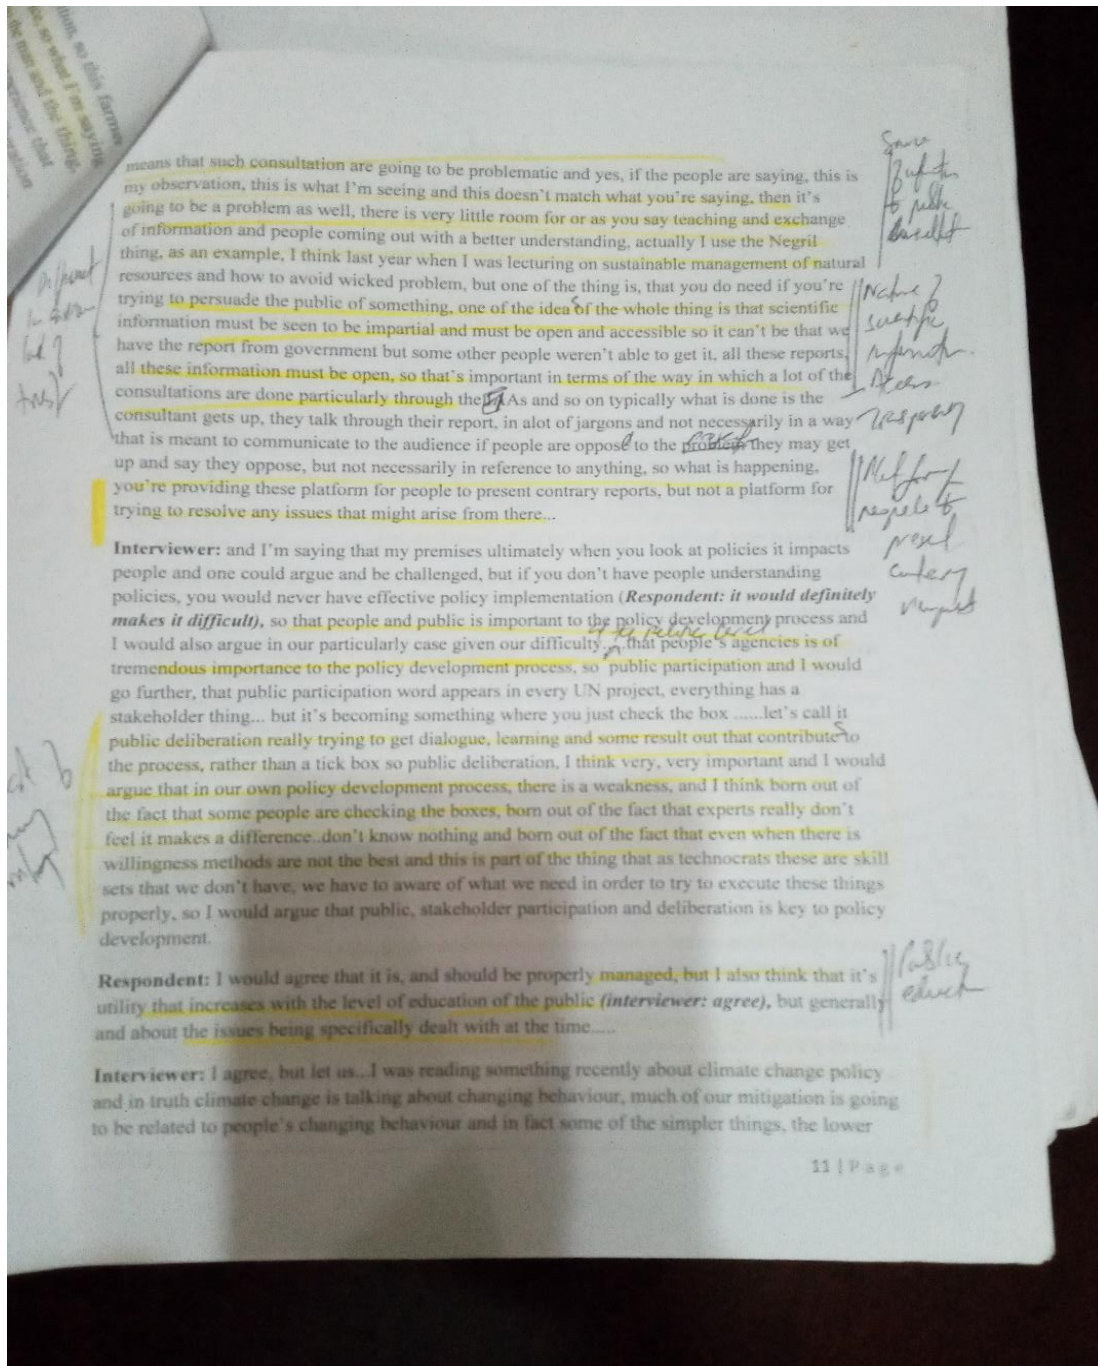 tion, so this farmer
ce, so what I'm saying
the man and the thing,
erience that
eration
means that such consultation are going to be problematic and yes, if the people are saying, this is
my observation, this is what I'm seeing and this doesn't match what you're saying, then it's
going to be a problem as well, there is very little room for or as you say teaching and exchange
of information and people coming out with a better understanding, actually I use the Negril
thing, as an example, I think last year when I was lecturing on sustainable management of natural
resources and how to avoid wicked problem, but one of the thing is, that you do need if you're
trying to persuade the public of something, one of the ideas of the whole thing is that scientific
information must be seen to be impartial and must be open and accessible so it can't be that we
have the report from government but some other people weren't able to get it, all these reports,
all these information must be open, so that's important in terms of the way in which a lot of the
consultations are done particularly through the EIAs and so on typically what is done is the
consultant gets up, they talk through their report, in alot of jargons and not necessarily in a way
that is meant to communicate to the audience if people are opposed to the they may get
up and say they oppose, but not necessarily in reference to anything, so what is happening,
you're providing these platform for people to present contrary reports, but not a platform for
trying to resolve any issues that might arise from there...
Interviewer: and I'm saying that my premises ultimately when you look at policies it impacts
people and one could argue and be challenged, but if you don't have people understanding
policies, you would never have effective policy implementation (Respondent: it would definitely
makes it difficult), so that people and public is important to the policy development process and
I would also argue in our particularly case given our difficulty, that people's agencies is of
tremendous importance to the policy development process, so public participation and I would
go further, that public participation word appears in every UN project, everything has a
stakeholder thing... but it's becoming something where you just check the box ......let's call it
public deliberation really trying to get dialogue, learning and some result out that contributes to
the process, rather than a tick box so public deliberation, I think very, very important and I would
argue that in our own policy development process, there is a weakness, and I think born out of
the fact that some people are checking the boxes, born out of the fact that experts really don't
feel it makes a difference..don't know nothing and born out of the fact that even when there is
willingness methods are not the best and this is part of the thing that as technocrats these are skill
sets that we don't have, we have to aware of what we need in order to try to execute these things
properly, so I would argue that public, stakeholder participation and deliberation is key to policy
development.
Respondent: I would agree that it is, and should be properly managed, but I also think that it's
utility that increases with the level of education of the public (interviewer: agree), but generally
and about the issues being specifically dealt with at the time.....
Interviewer: I agree, but let us...I was reading something recently about climate change policy
and in truth climate change is talking about changing behaviour, much of our mitigation is going
to be related to people's changing behaviour and in fact some of the simpler things, the lower
11 | Page
Nature
scientific
information
Access
Transparency
Public
trust